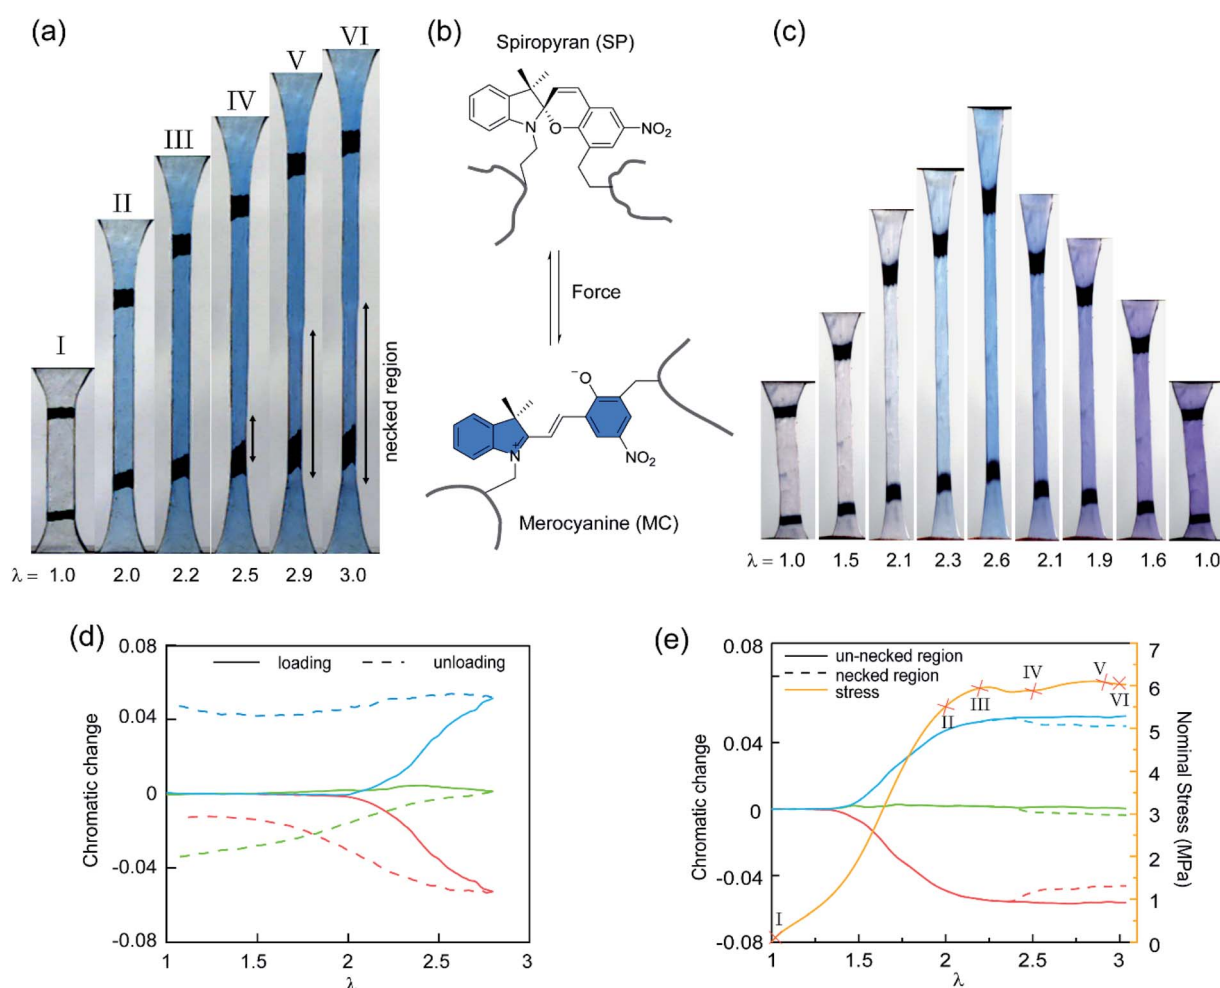 (a)
I
II
III
IV
V
VI
necked region
λ = 1.0 2.0 2.2 2.5 2.9 3.0
(b)
Spiropyran (SP)
N
O
NO₂
Force
⁻O
N
+
NO₂
Merocyanine (MC)
(c)
λ = 1.0 1.5 2.1 2.3 2.6 2.1 1.9 1.6 1.0
(d)
0.08
0.04
0
-0.04
-0.08
Chromatic change
loading
unloading
1 1.5 2 2.5 3
λ
(e)
0.08
0.04
0
-0.04
-0.08
Chromatic change
un-necked region
necked region
stress
I
II
III
IV
V
VI
7
6
5
4
3
2
1
0
Nominal Stress (MPa)
1 1.5 2 2.5 3
λ